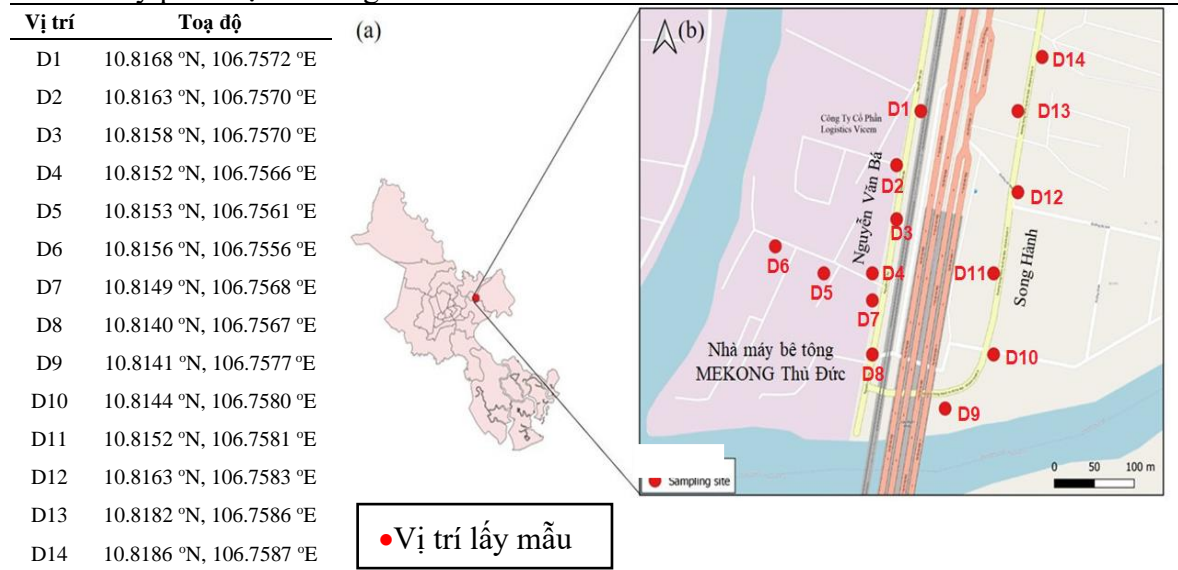 Vị trí Toạ độ
D1 10.8168 ºN, 106.7572 ºE
D2 10.8163 ºN, 106.7570 ºE
D3 10.8158 ºN, 106.7570 ºE
D4 10.8152 ºN, 106.7566 ºE
D5 10.8153 ºN, 106.7561 ºE
D6 10.8156 ºN, 106.7556 ºE
D7 10.8149 ºN, 106.7568 ºE
D8 10.8140 ºN, 106.7567 ºE
D9 10.8141 ºN, 106.7577 ºE
D10 10.8144 ºN, 106.7580 ºE
D11 10.8152 ºN, 106.7581 ºE
D12 10.8163 ºN, 106.7583 ºE
D13 10.8182 ºN, 106.7586 ºE
D14 10.8186 ºN, 106.7587 ºE
(a)
Vị trí lấy mẫu
(b)
D14
D1
D13
Công Ty Cổ Phần
Logistics Vicem
D2
D12
Nguyễn Văn Bá
D3
D6
D5
D4
D11
Song Hành
D7
Nhà máy bê tông
MEKONG Thủ Đức
D8
D10
D9
0 50 100 m
Sampling site